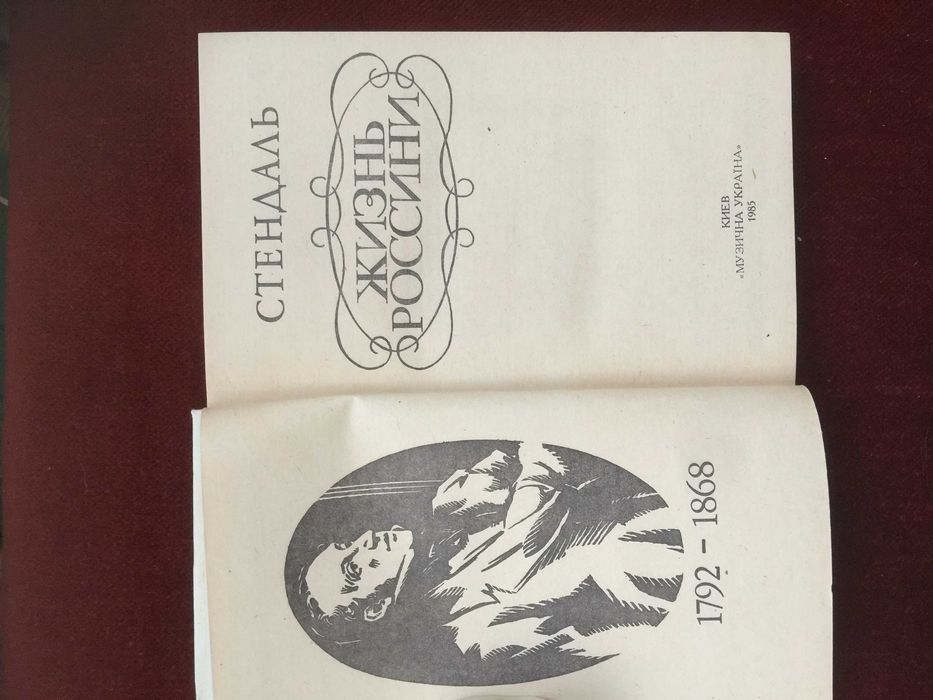 1792 – 1868
СТЕНДАЛЬ
ЖИЗНЬ
РОССИНИ
КИЕВ
«МУЗИЧНА УКРАЇНА»
1985